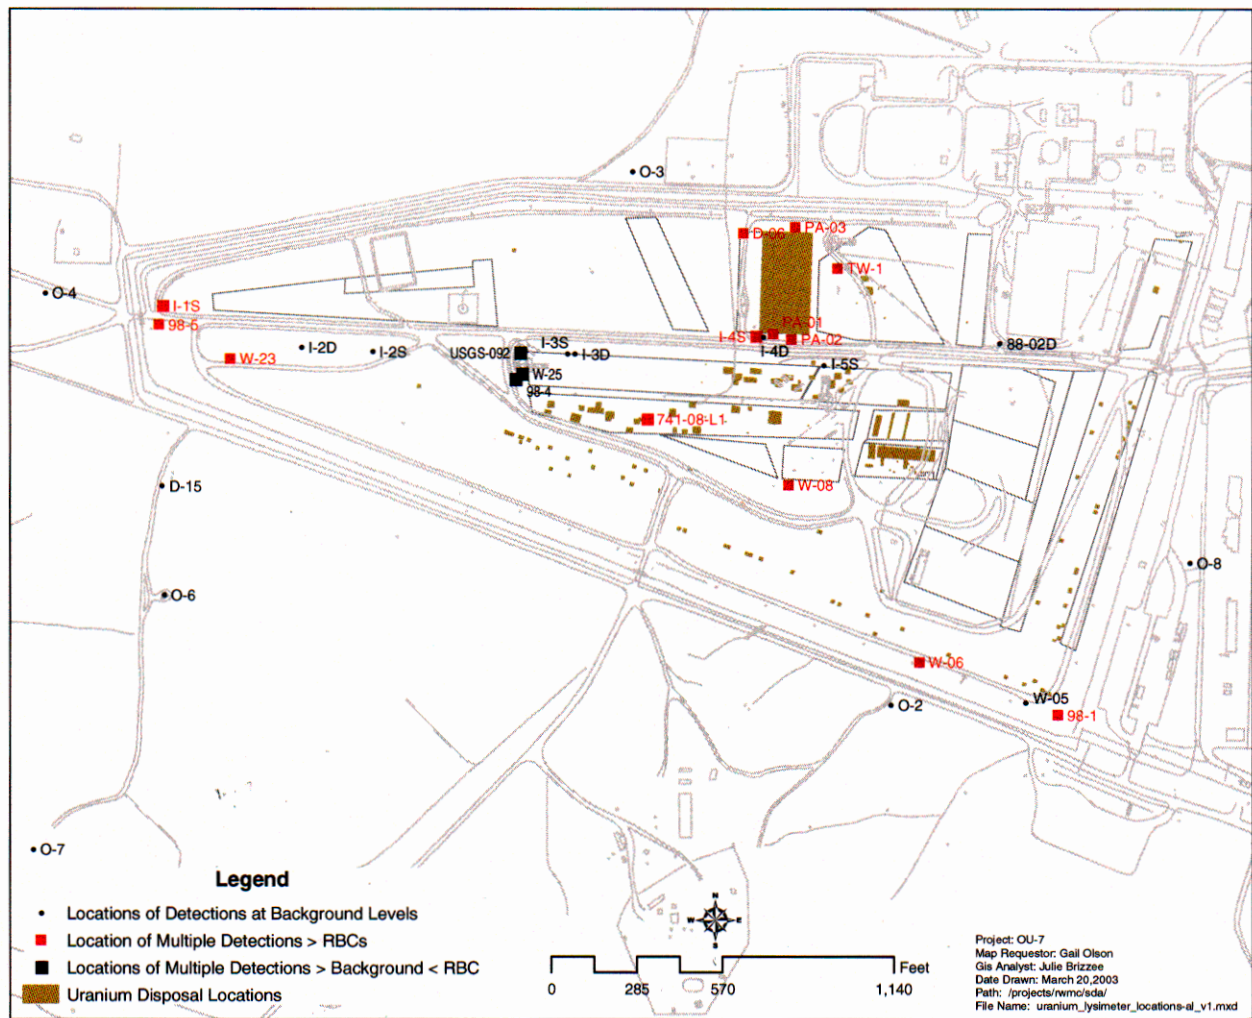 O-3
D-06
PA-03
TW-1
O-4
I-1S
98-5
PA-01
I-4S
PA-02
I-4D
88-02D
I-3S
I-3D
USGS-092
I-2D
I-2S
W-23
I-5S
W-25
98-4
741-08-L1
W-08
D-15
O-8
O-6
W-06
W-05
O-2
98-1
O-7
Legend
Locations of Detections at Background Levels
Location of Multiple Detections > RBCs
Locations of Multiple Detections > Background < RBC
Uranium Disposal Locations
N
W
E
S
Feet
0
285
570
1,140
Project: OU-7
Map Requestor: Gail Olson
Gis Analyst: Julie Brizzee
Date Drawn: March 20,2003
Path: /projects/rwmc/sda/
File Name: uranium_lysimeter_locations-al_v1.mxd